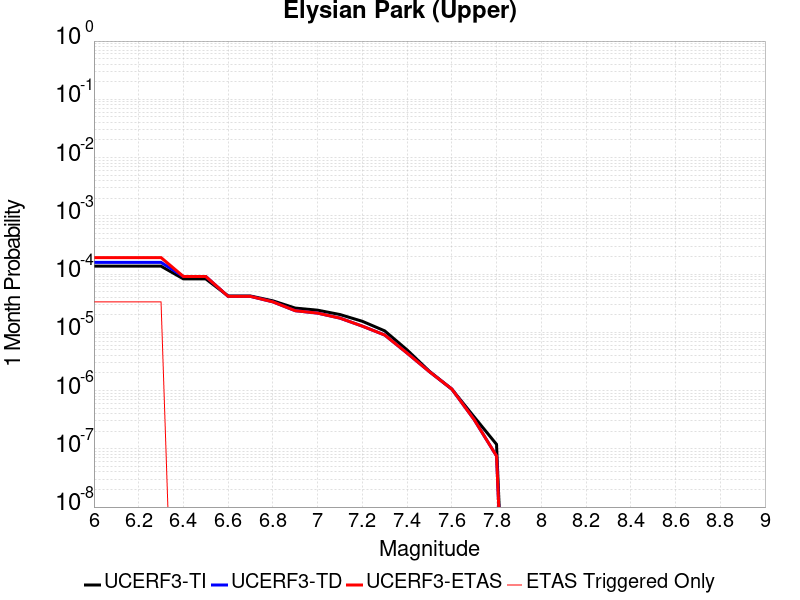 Elysian Park (Upper)
10^0
10^-1
10^-2
10^-3
10^-4
10^-5
10^-6
10^-7
10^-8
1 Month Probability
6 6.2 6.4 6.6 6.8 7 7.2 7.4 7.6 7.8 8 8.2 8.4 8.6 8.8 9
Magnitude
UCERF3-TI UCERF3-TD UCERF3-ETAS ETAS Triggered Only